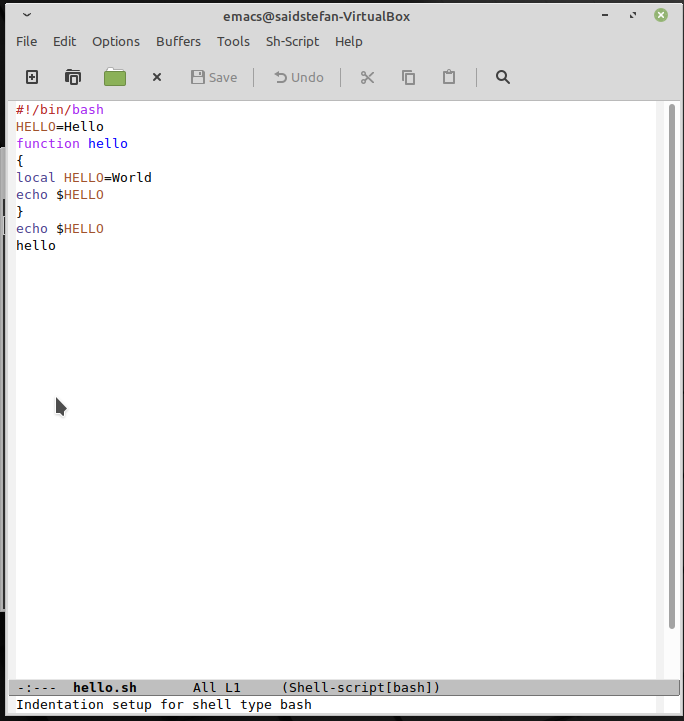 emacs@saidstefan-VirtualBox
File Edit Options Buffers Tools Sh-Script Help
Save Undo
#!/bin/bash
HELLO=Hello
function hello
{
local HELLO=World
echo $HELLO
}
echo $HELLO
hello
-:--- hello.sh All L1 (Shell-script[bash])
Indentation setup for shell type bash